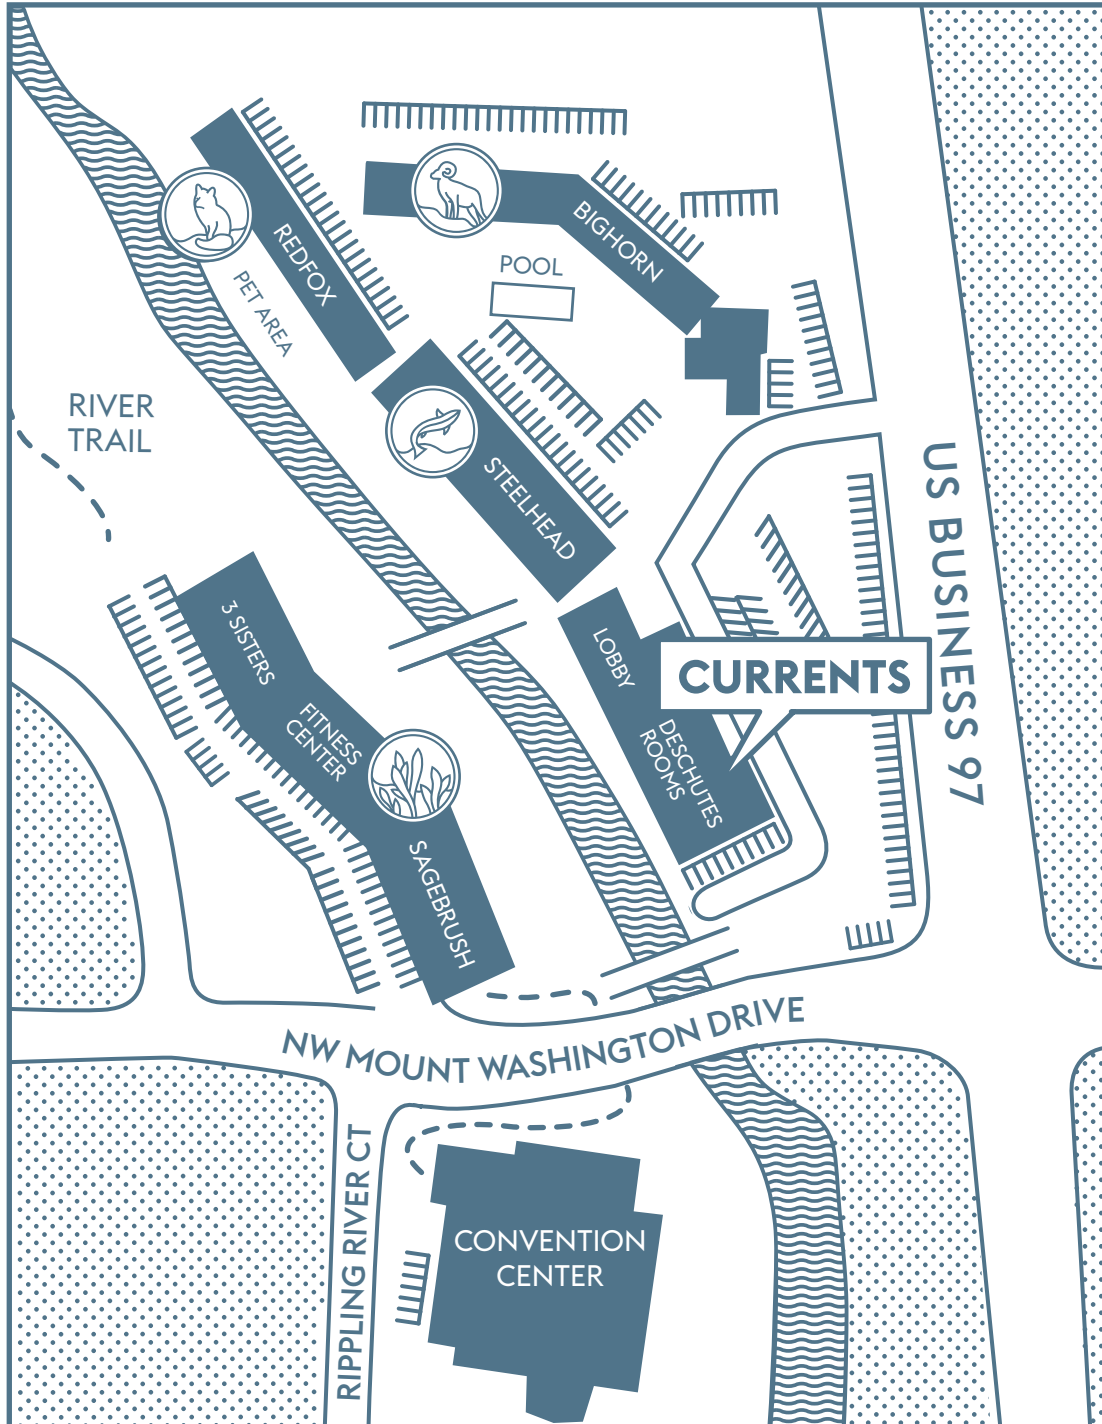 REDFOX
BIGHORN
POOL
PET AREA
RIVER
TRAIL
STEELHEAD
US BUSINESS 97
3 SISTERS
LOBBY
CURRENTS
FITNESS
CENTER
DESCHUTES
ROOMS
SAGEBRUSH
NW MOUNT WASHINGTON DRIVE
RIPPLING RIVER CT
CONVENTION
CENTER